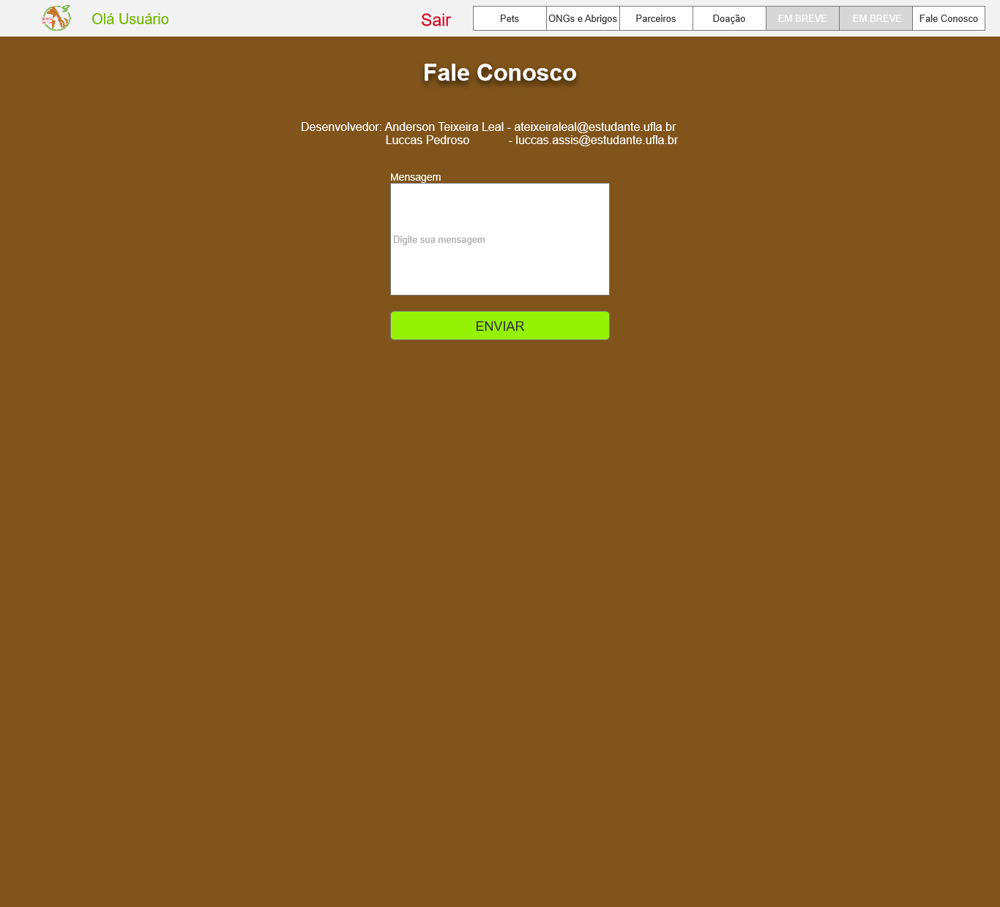 Olá Usuário
Sair
Pets
ONGs e Abrigos
Parceiros
Doação
EM BREVE
EM BREVE
Fale Conosco
Fale Conosco
Desenvolvedor: Anderson Teixeira Leal - ateixeiraleal@estudante.ufla.br
Luccas Pedroso - luccas.assis@estudante.ufla.br
Mensagem
Digite sua mensagem
ENVIAR